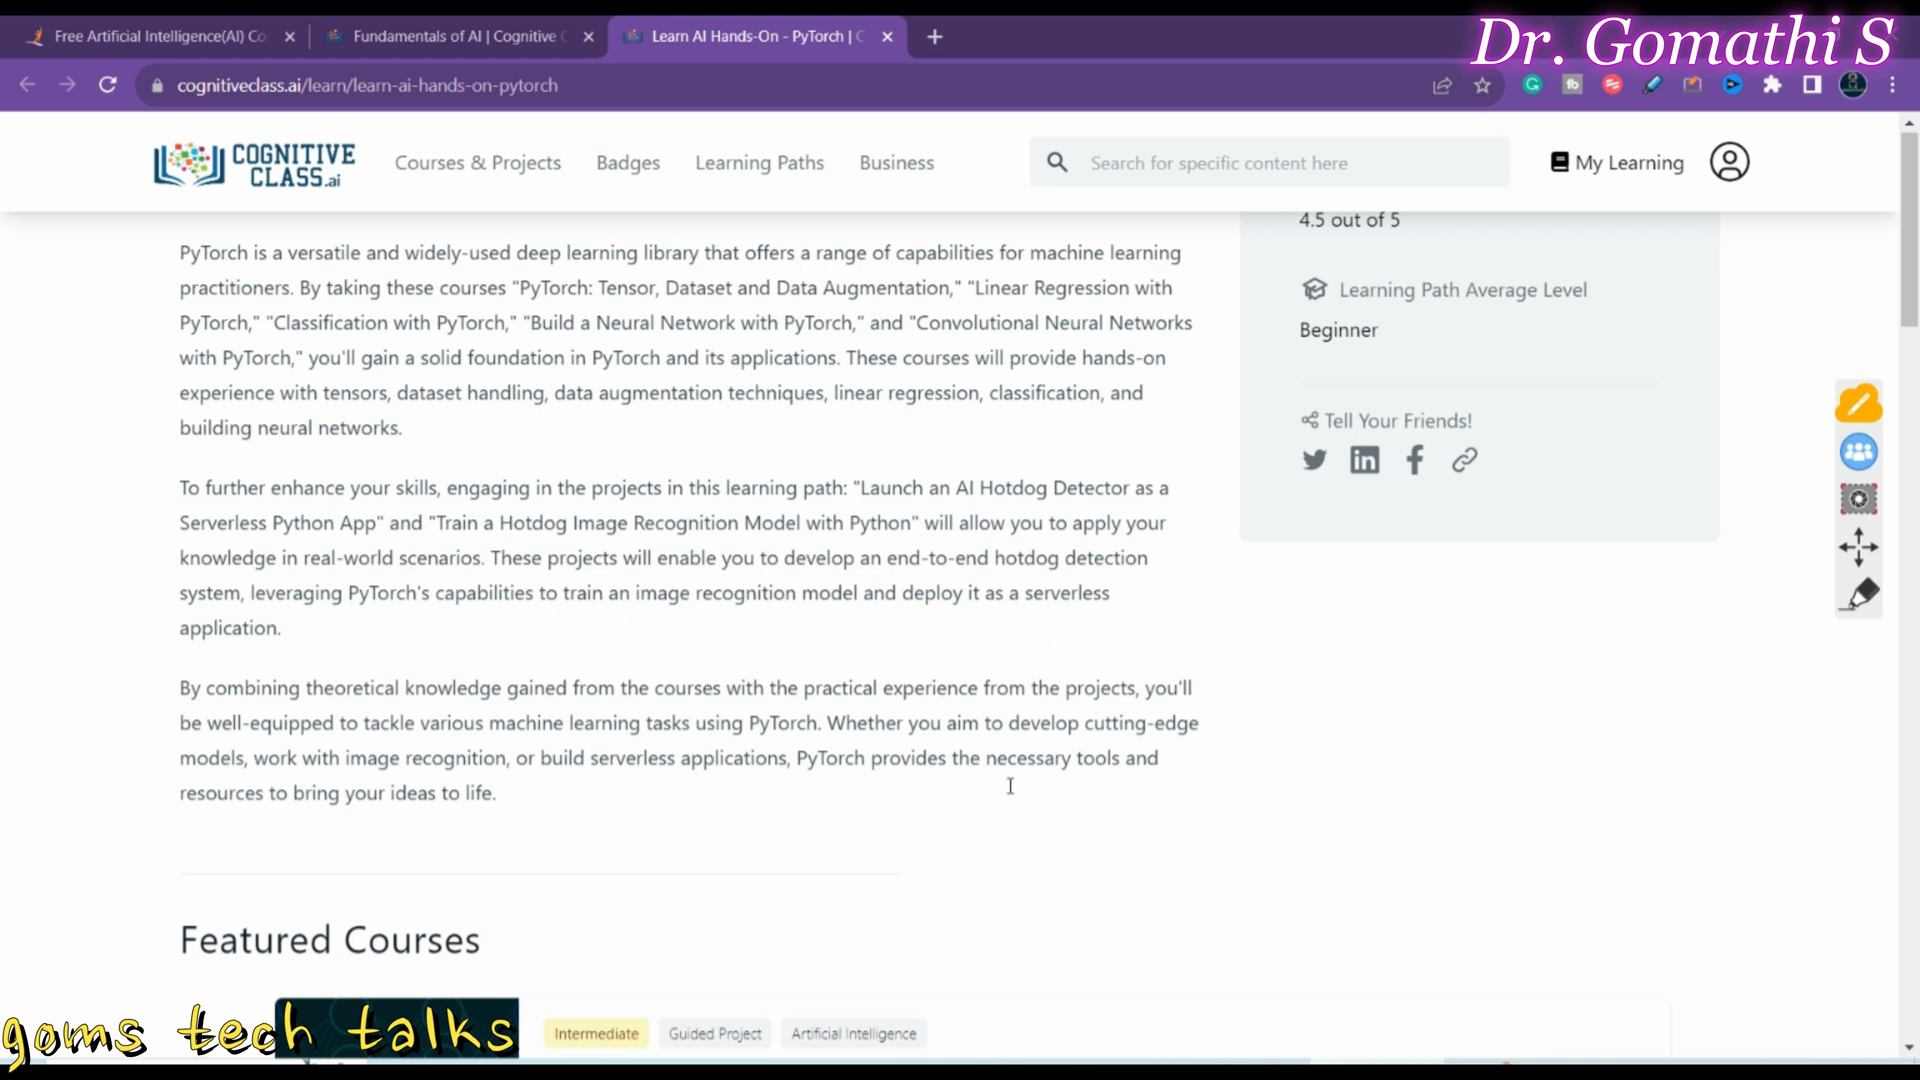 Dr. Gomathi S
Free Artificial Intelligence(AI) Co
Fundamentals of AI | Cognitive C
Learn AI Hands-On - PyTorch | C
cognitiveclass.ai/learn/learn-ai-hands-on-pytorch
COGNITIVE
CLASS.ai
Courses & Projects
Badges
Learning Paths
Business
Search for specific content here
My Learning
4.5 out of 5
PyTorch is a versatile and widely-used deep learning library that offers a range of capabilities for machine learning
practitioners. By taking these courses "PyTorch: Tensor, Dataset and Data Augmentation," "Linear Regression with
PyTorch," "Classification with PyTorch," "Build a Neural Network with PyTorch," and "Convolutional Neural Networks
with PyTorch," you'll gain a solid foundation in PyTorch and its applications. These courses will provide hands-on
experience with tensors, dataset handling, data augmentation techniques, linear regression, classification, and
building neural networks.
Learning Path Average Level
Beginner
Tell Your Friends!
To further enhance your skills, engaging in the projects in this learning path: "Launch an AI Hotdog Detector as a
Serverless Python App" and "Train a Hotdog Image Recognition Model with Python" will allow you to apply your
knowledge in real-world scenarios. These projects will enable you to develop an end-to-end hotdog detection
system, leveraging PyTorch's capabilities to train an image recognition model and deploy it as a serverless
application.
By combining theoretical knowledge gained from the courses with the practical experience from the projects, you'll
be well-equipped to tackle various machine learning tasks using PyTorch. Whether you aim to develop cutting-edge
models, work with image recognition, or build serverless applications, PyTorch provides the necessary tools and
resources to bring your ideas to life.
Featured Courses
goms tech talks
Intermediate
Guided Project
Artificial Intelligence